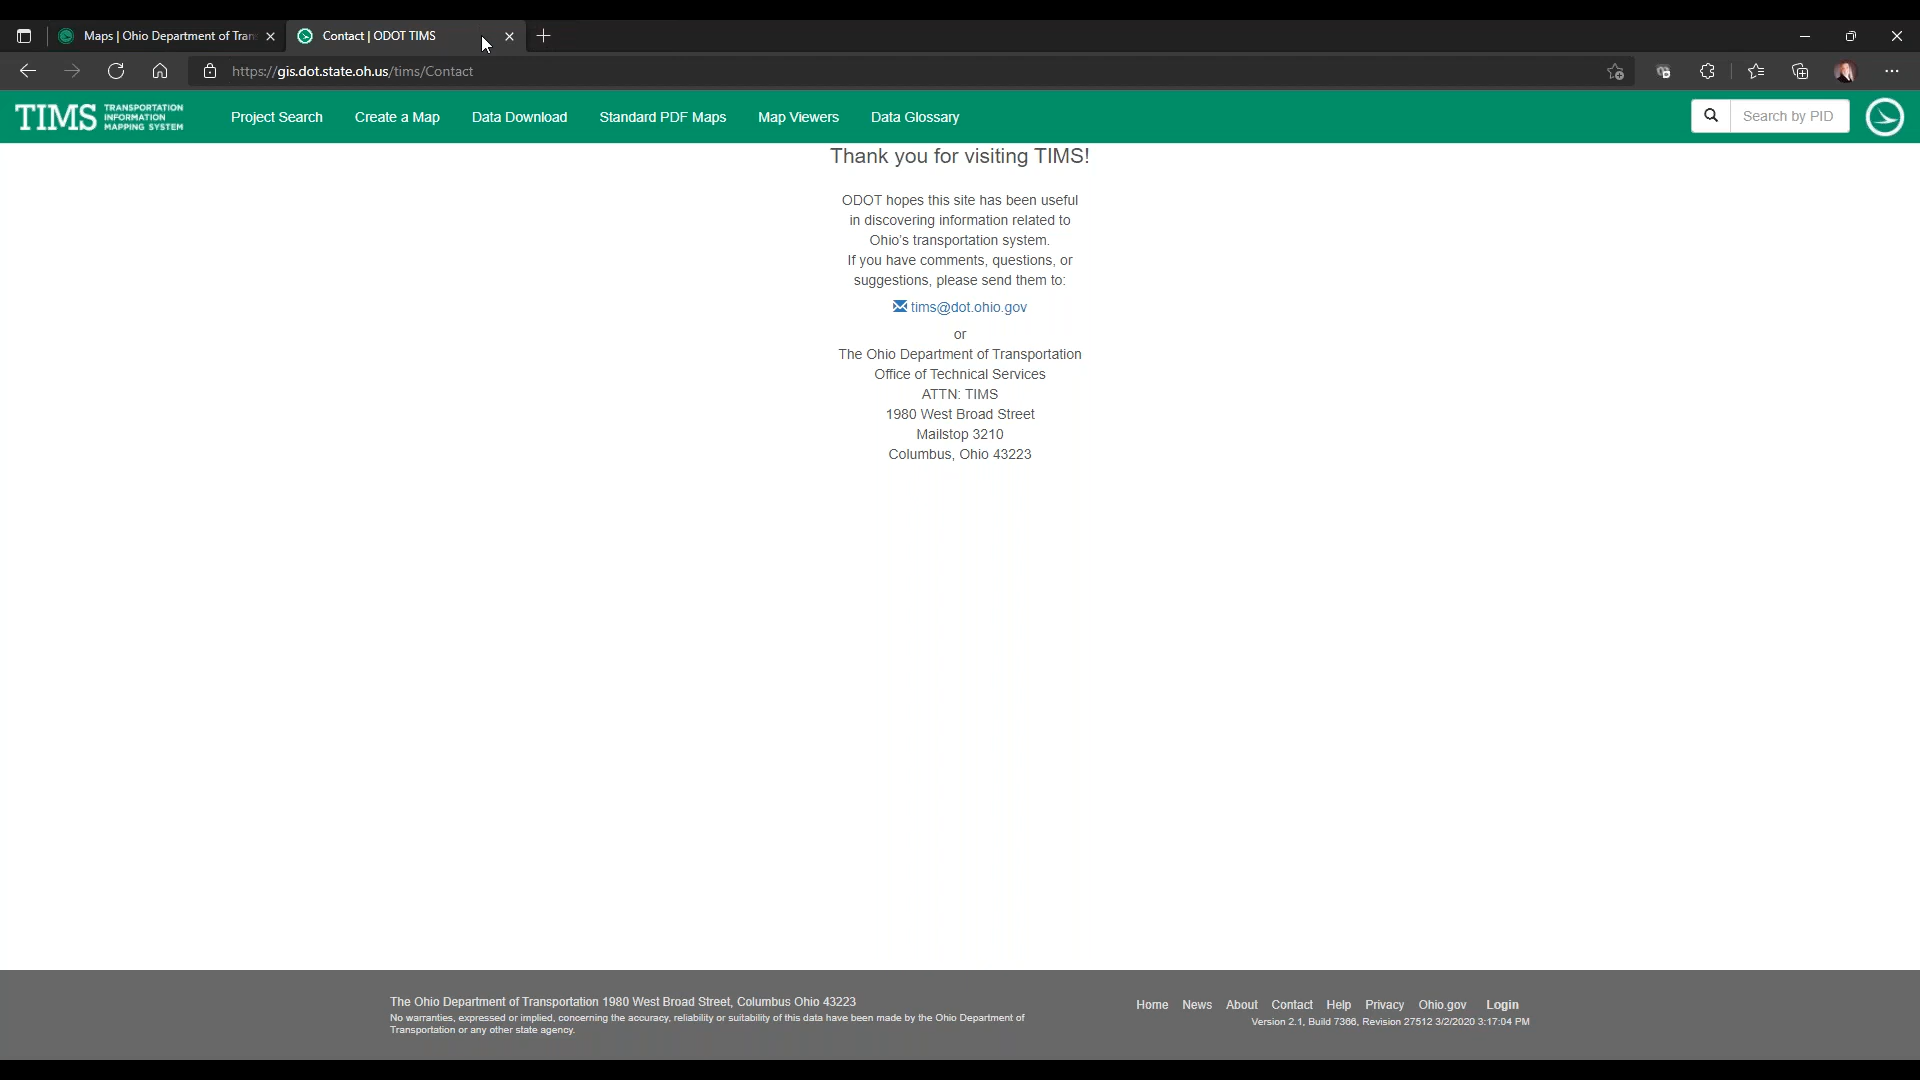 Maps | Ohio Department of Tran
Contact | ODOT TIMS
https://gis.dot.state.oh.us/tims/Contact
TIMS TRANSPORTATION INFORMATION MAPPING SYSTEM
Project Search
Create a Map
Data Download
Standard PDF Maps
Map Viewers
Data Glossary
Search by PID
Thank you for visiting TIMS!
ODOT hopes this site has been useful
in discovering information related to
Ohio's transportation system.
If you have comments, questions, or
suggestions, please send them to:
tims@dot.ohio.gov
or
The Ohio Department of Transportation
Office of Technical Services
ATTN: TIMS
1980 West Broad Street
Mailstop 3210
Columbus, Ohio 43223
The Ohio Department of Transportation 1980 West Broad Street, Columbus Ohio 43223
No warranties, expressed or implied, concerning the accuracy, reliability or suitability of this data have been made by the Ohio Department of
Transportation or any other state agency.
Home News About Contact Help Privacy Ohio.gov Login
Version 2.1, Build 7366, Revision 27512 3/2/2020 3:17:04 PM